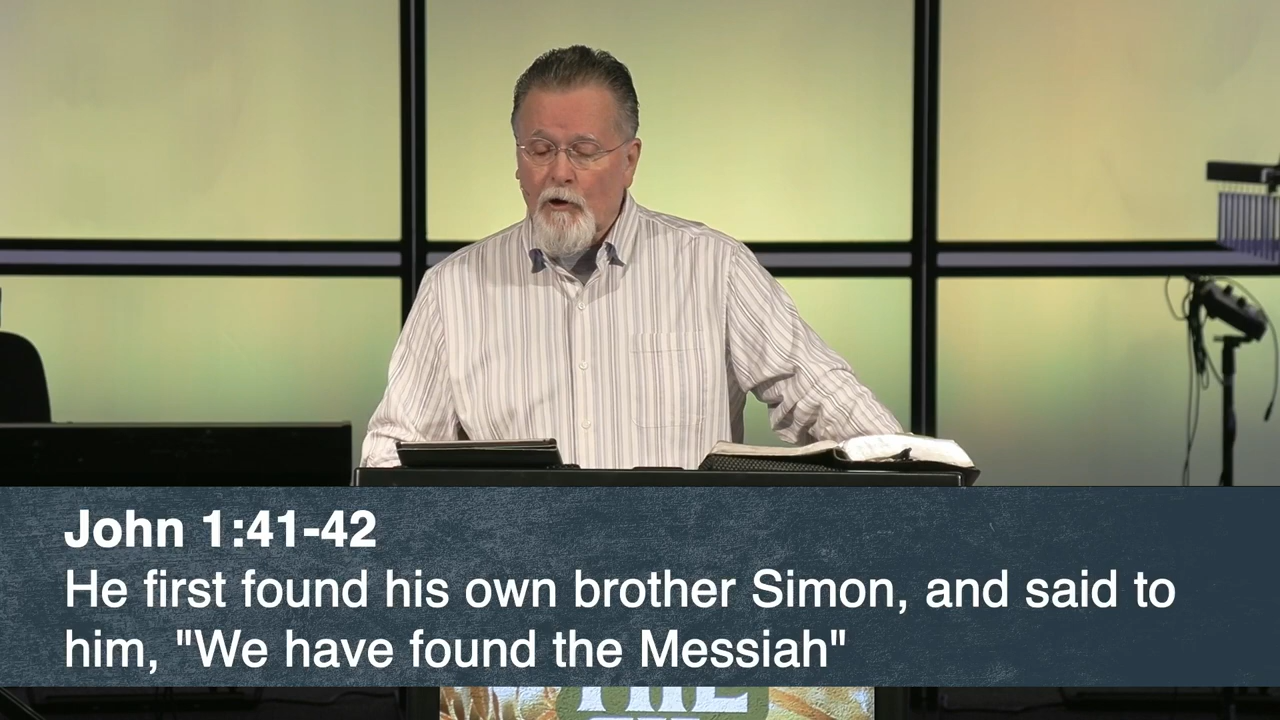 John 1:41-42
He first found his own brother Simon, and said to
him, "We have found the Messiah"
THE